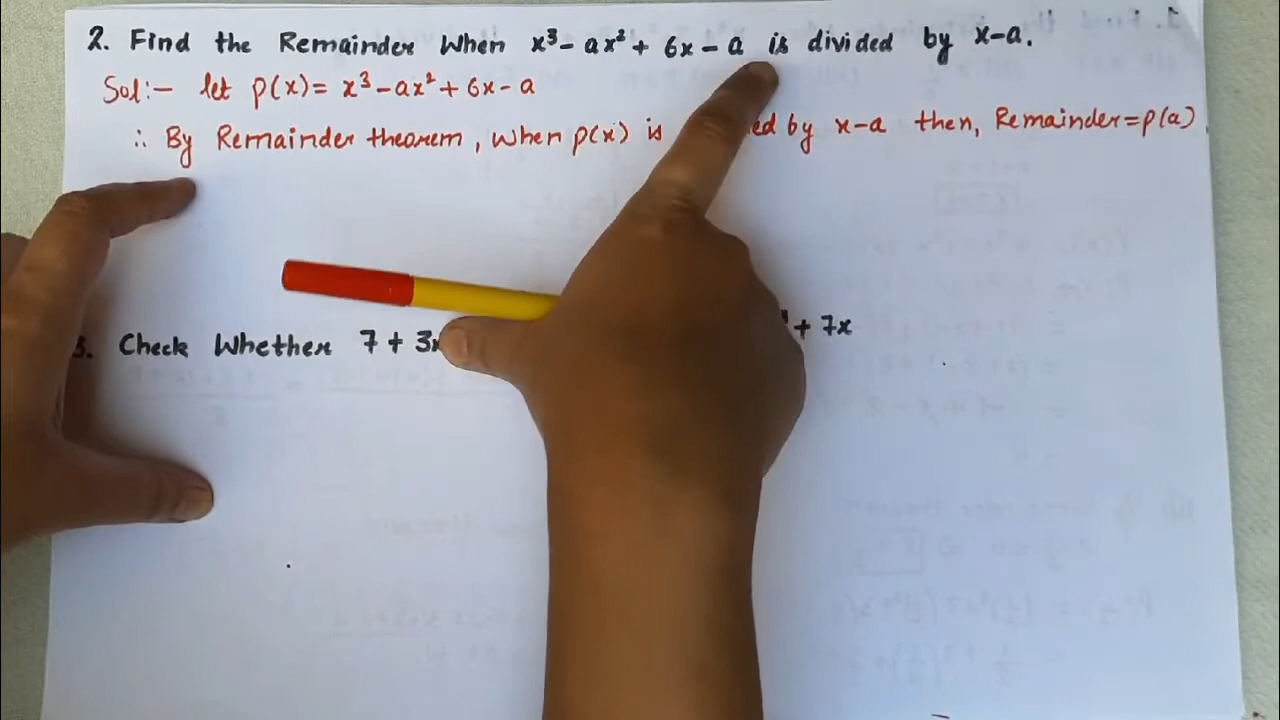 2. Find the Remainder When x³ - ax² + 6x - a is divided by x-a.
Sol:- let p(x) = x³ - ax² + 6x - a
∴ By Remainder theorem, when p(x) is ed by x-a then, Remainder = p(a)
3. Check Whether 7 + 3x + 7x